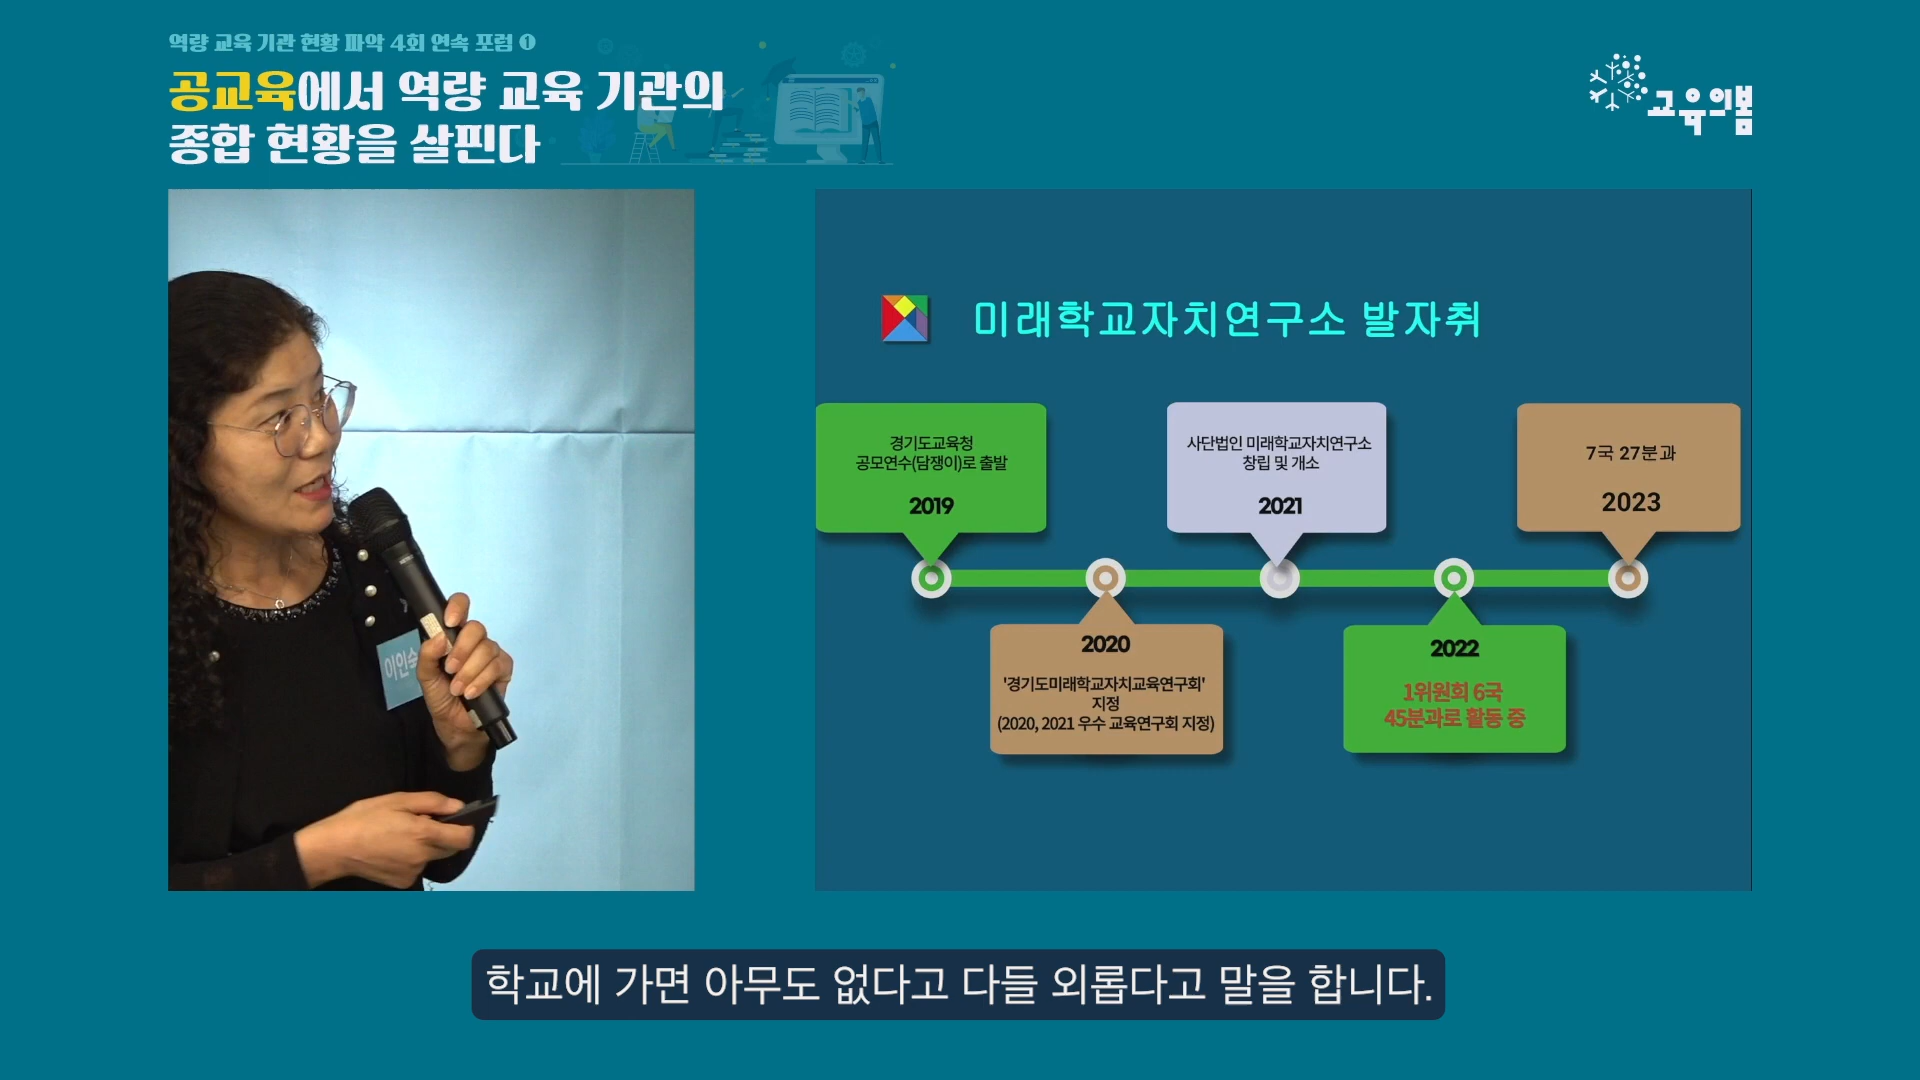 역량 교육 기관 현황 파악 4회 연속 포럼 ❶
공교육에서 역량 교육 기관의
종합 현황을 살핀다
교육의봄
미래학교자치연구소 발자취
경기도교육청
공모연수(담쟁이)로 출발
2019
사단법인 미래학교자치연구소
창립 및 개소
2021
7국 27분과
2023
2020
'경기도미래학교자치교육연구회'
지정
(2020, 2021 우수 교육연구회 지정)
2022
1위원회 6국
45분과로 활동 중
이인숙
학교에 가면 아무도 없다고 다들 외롭다고 말을 합니다.